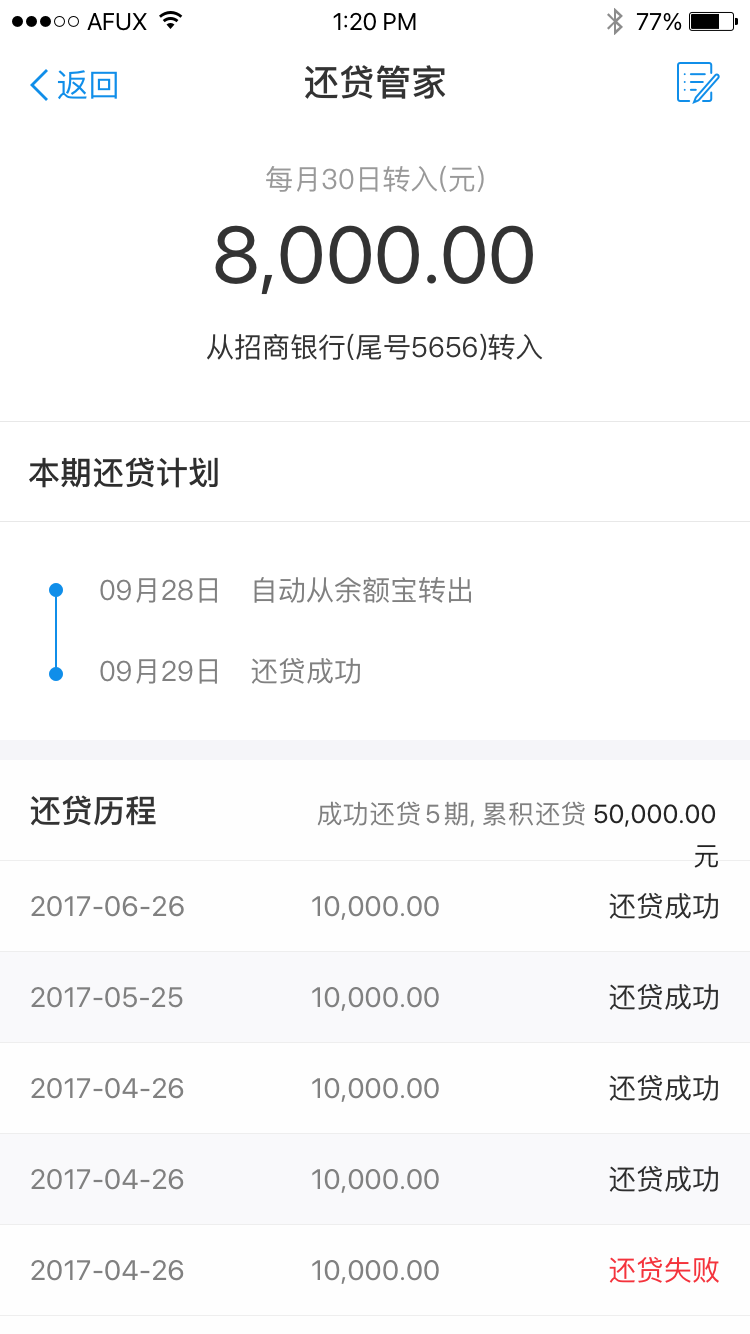 AFUX 1:20 PM 77%
返回 还贷管家
每月30日转入(元)
8,000.00
从招商银行(尾号5656)转入
本期还贷计划
09月28日 自动从余额宝转出
09月29日 还贷成功
还贷历程 成功还贷5期, 累积还贷 50,000.00
元
2017-06-26 10,000.00 还贷成功
2017-05-25 10,000.00 还贷成功
2017-04-26 10,000.00 还贷成功
2017-04-26 10,000.00 还贷成功
2017-04-26 10,000.00 还贷失败